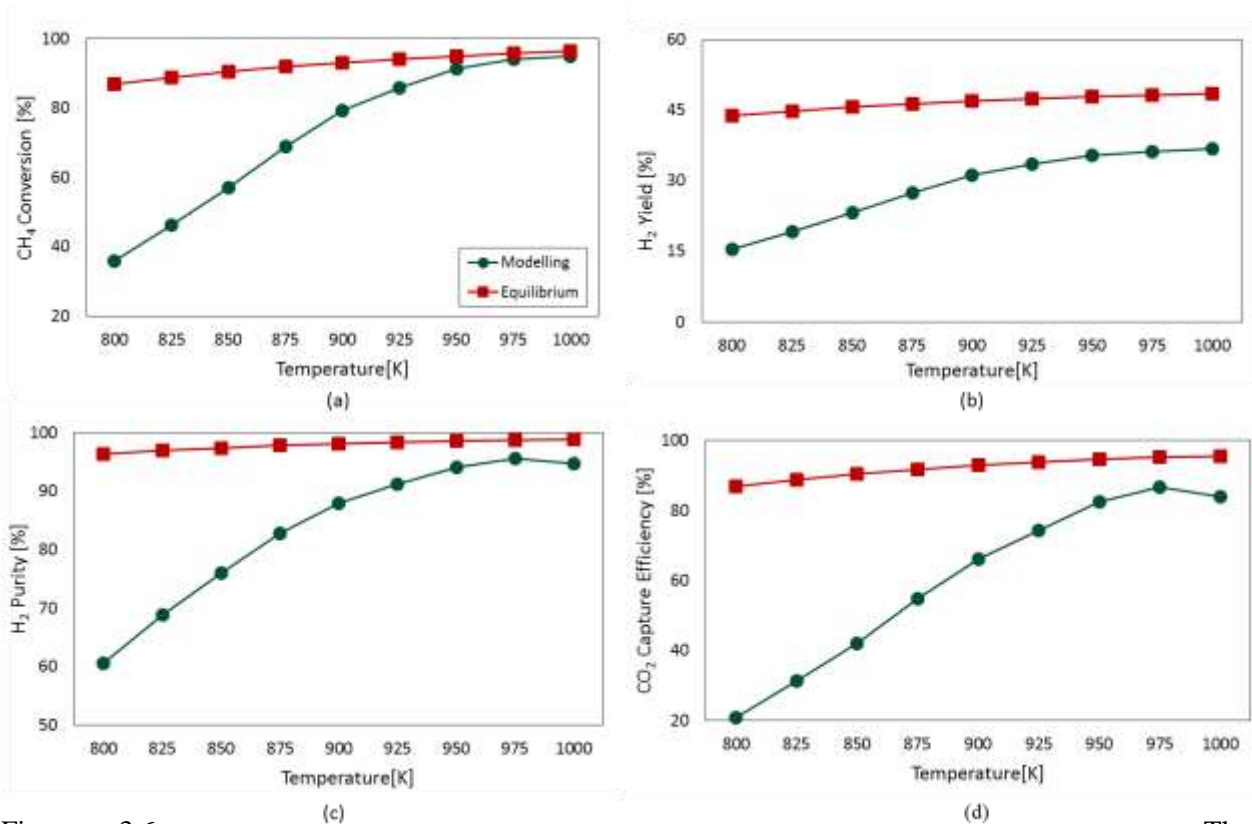 100
80
60
40
20
CH₄ Conversion [%]
Modelling
Equilibrium
800 825 850 875 900 925 950 975 1000
Temperature[K]
(a)
60
45
30
15
0
H₂ Yield [%]
800 825 850 875 900 925 950 975 1000
Temperature[K]
(b)
100
90
80
70
60
50
H₂ Purity [%]
800 825 850 875 900 925 950 975 1000
Temperature[K]
(c)
100
80
60
40
20
CO₂ Capture Efficiency [%]
800 825 850 875 900 925 950 975 1000
Temperature[K]
(d)